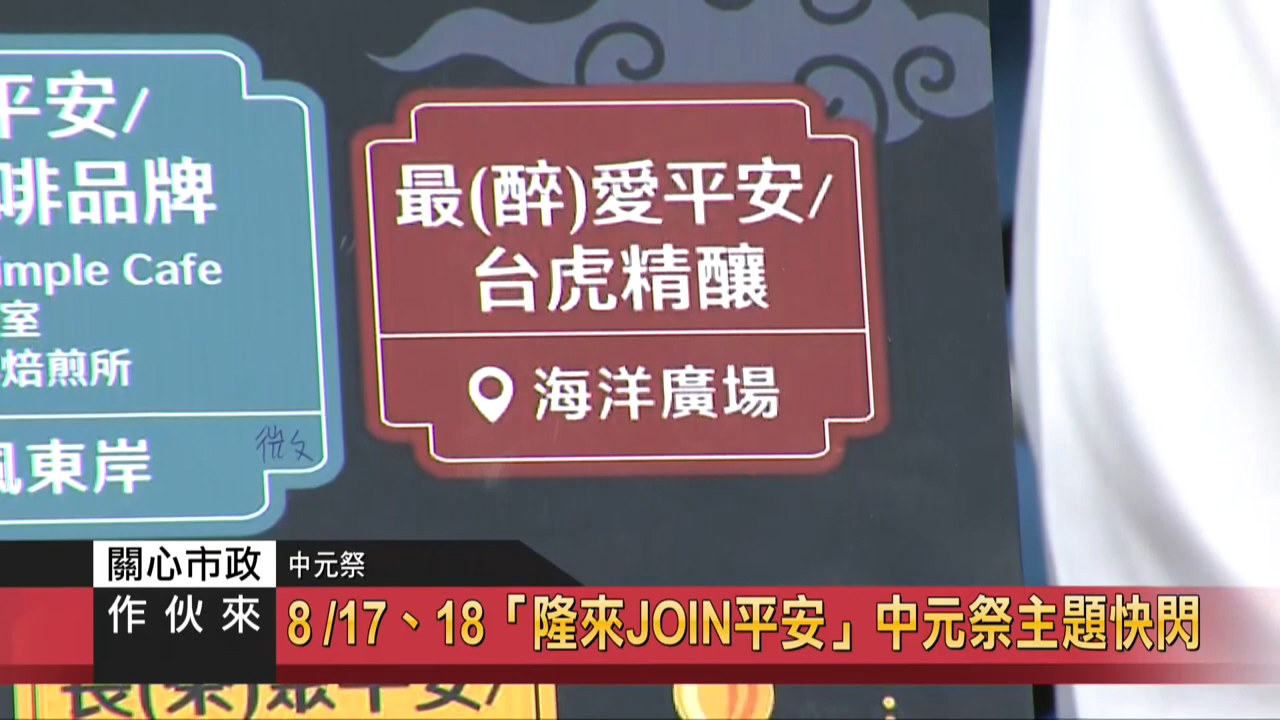 平安/
啡品牌
imple Cafe
室
焙煎所
風東岸
微文
最(醉)愛平安/
台虎精釀
海洋廣場
關心市政
作伙來
中元祭
8/17、18「隆來JOIN平安」中元祭主題快閃